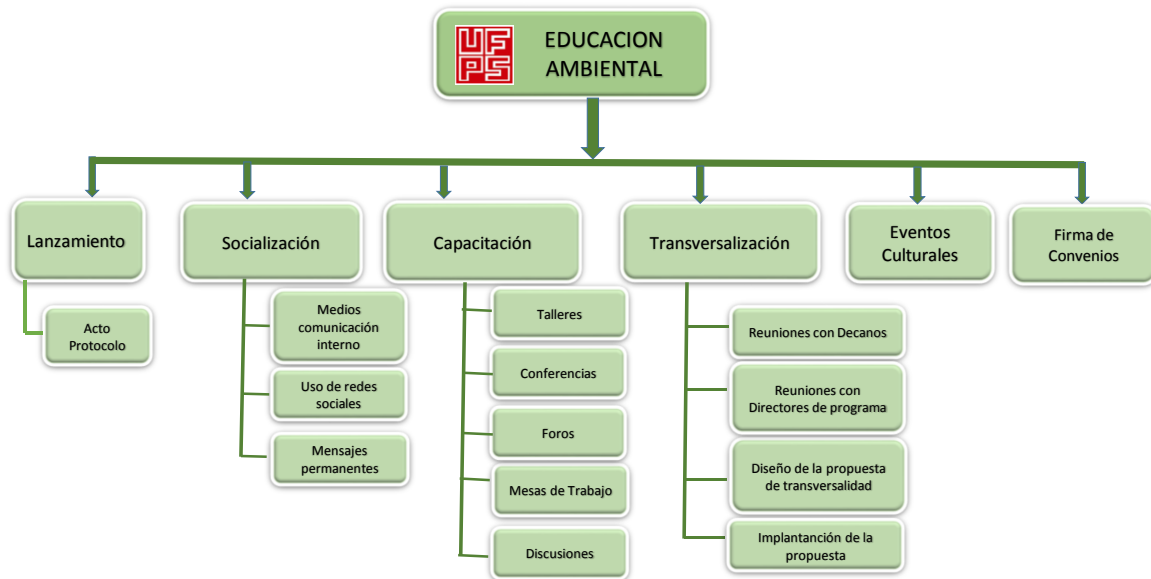 UF
PS
EDUCACION
AMBIENTAL
Lanzamiento
Socialización
Capacitación
Transversalización
Eventos
Culturales
Firma de
Convenios
Acto
Protocolo
Medios
comunicación
interno
Uso de redes
sociales
Mensajes
permanentes
Talleres
Conferencias
Foros
Mesas de Trabajo
Discusiones
Reuniones con Decanos
Reuniones con
Directores de programa
Diseño de la propuesta
de transversalidad
Implantanción de la
propuesta